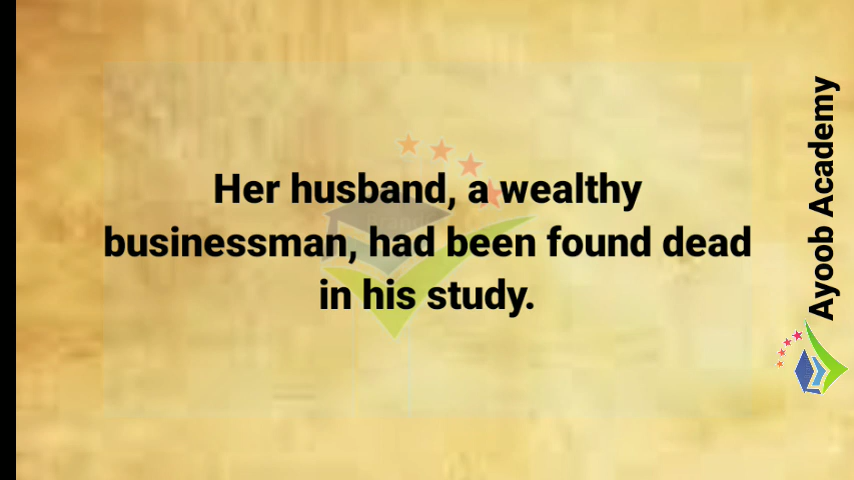 Her husband, a wealthy
businessman, had been found dead
in his study.
Ayoob Academy